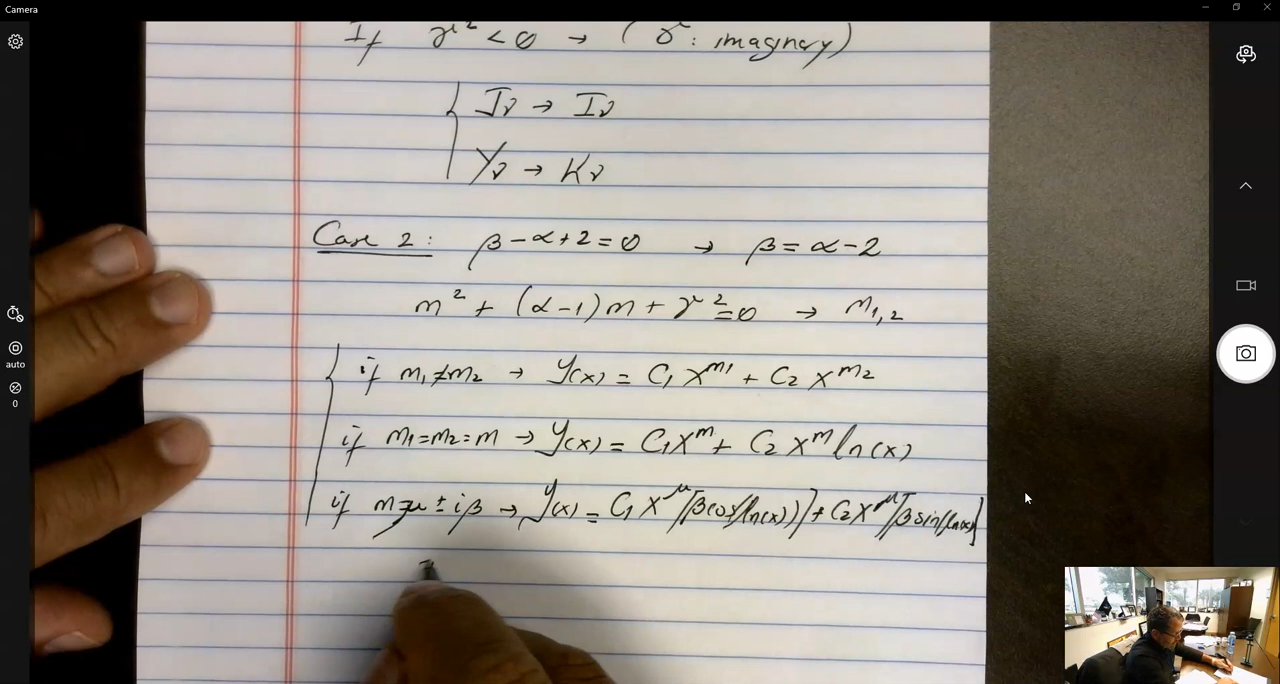 Camera
If γ² < 0 → (γ : imaginary)
Jν → Iν
Yν → Kν
Case 2 : β - α + 2 = 0 → β = α - 2
m² + (α - 1) m + γ² = 0 → m₁,₂
if m₁ ≠ m₂ → y(x) = C₁ x^m₁ + C₂ x^m₂
auto
if m₁ = m₂ = m → y(x) = C₁ x^m + C₂ x^m ln(x)
0
if m = μ ± iβ → y(x) = C₁ x^μ [β cos(ln(x))] + C₂ x^μ [β sin(ln(x)]